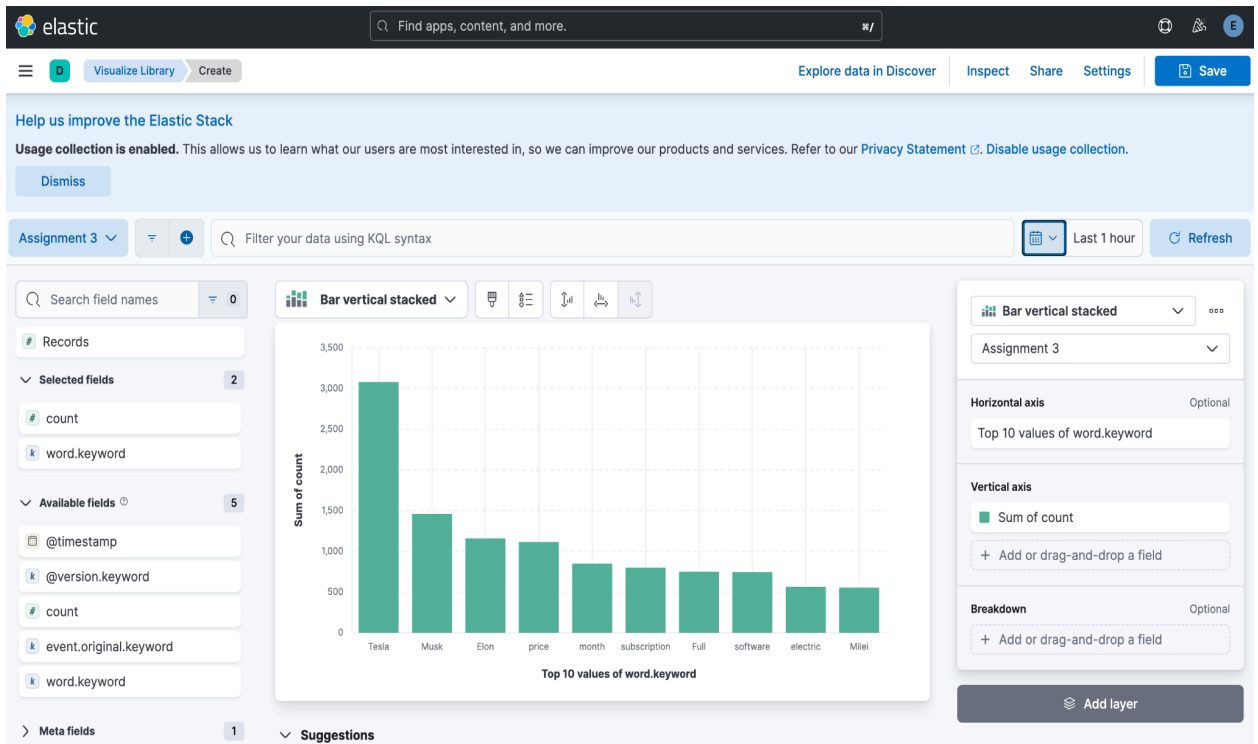 elastic
Find apps, content, and more.
⌘/
E
D
Visualize Library
Create
Explore data in Discover
Inspect
Share
Settings
Save
Help us improve the Elastic Stack
Usage collection is enabled. This allows us to learn what our users are most interested in, so we can improve our products and services. Refer to our Privacy Statement. Disable usage collection.
Dismiss
Assignment 3
Filter your data using KQL syntax
Last 1 hour
Refresh
Search field names
0
# Records
Selected fields
2
# count
k word.keyword
Available fields
5
@timestamp
k @version.keyword
# count
k event.original.keyword
k word.keyword
Meta fields
1
Bar vertical stacked
3,500
3,000
2,500
2,000
1,500
1,000
500
0
Sum of count
Tesla Musk Elon price month subscription Full software electric Milei
Top 10 values of word.keyword
Suggestions
Bar vertical stacked
Assignment 3
Horizontal axis
Optional
Top 10 values of word.keyword
Vertical axis
Sum of count
+ Add or drag-and-drop a field
Breakdown
Optional
+ Add or drag-and-drop a field
Add layer